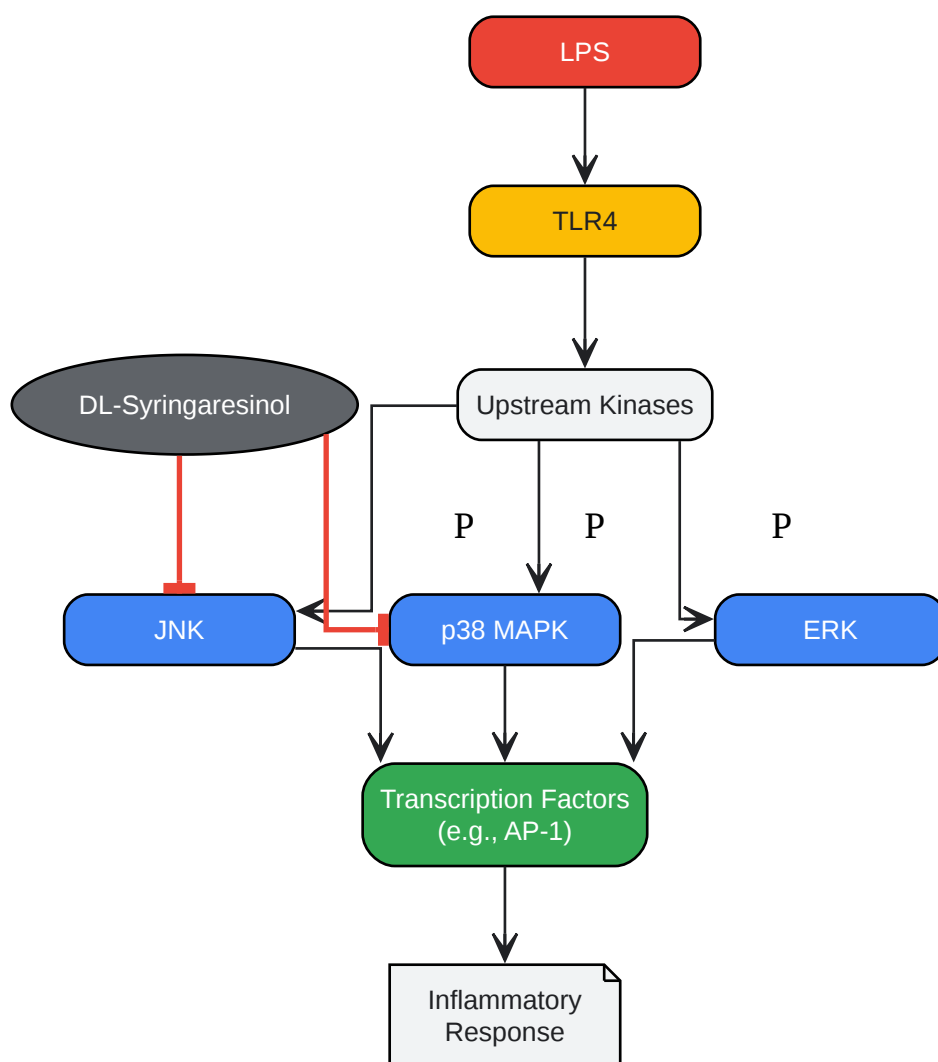 LPS
TLR4
DL-Syringaresinol
Upstream Kinases
P
P
P
JNK
p38 MAPK
ERK
Transcription Factors
(e.g., AP-1)
Inflammatory
Response